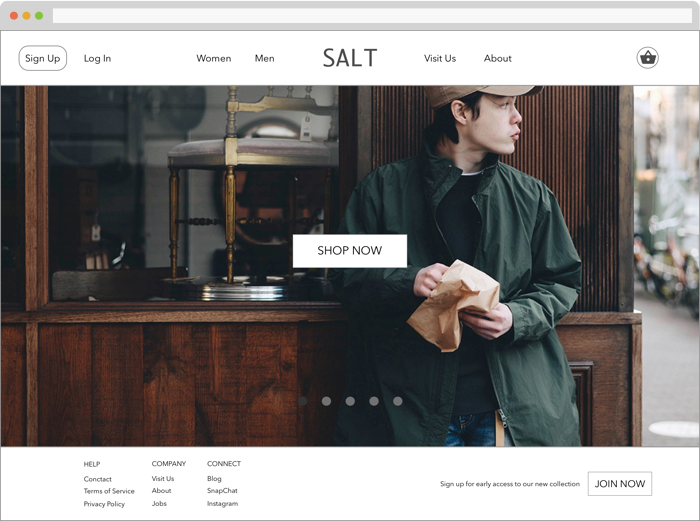 Sign Up
Log In
Women
Men
SALT
Visit Us
About
SHOP NOW
HELP
Conctact
Terms of Service
Privacy Policy
COMPANY
Visit Us
About
Jobs
CONNECT
Blog
SnapChat
Instagram
Sign up for early access to our new collection
JOIN NOW